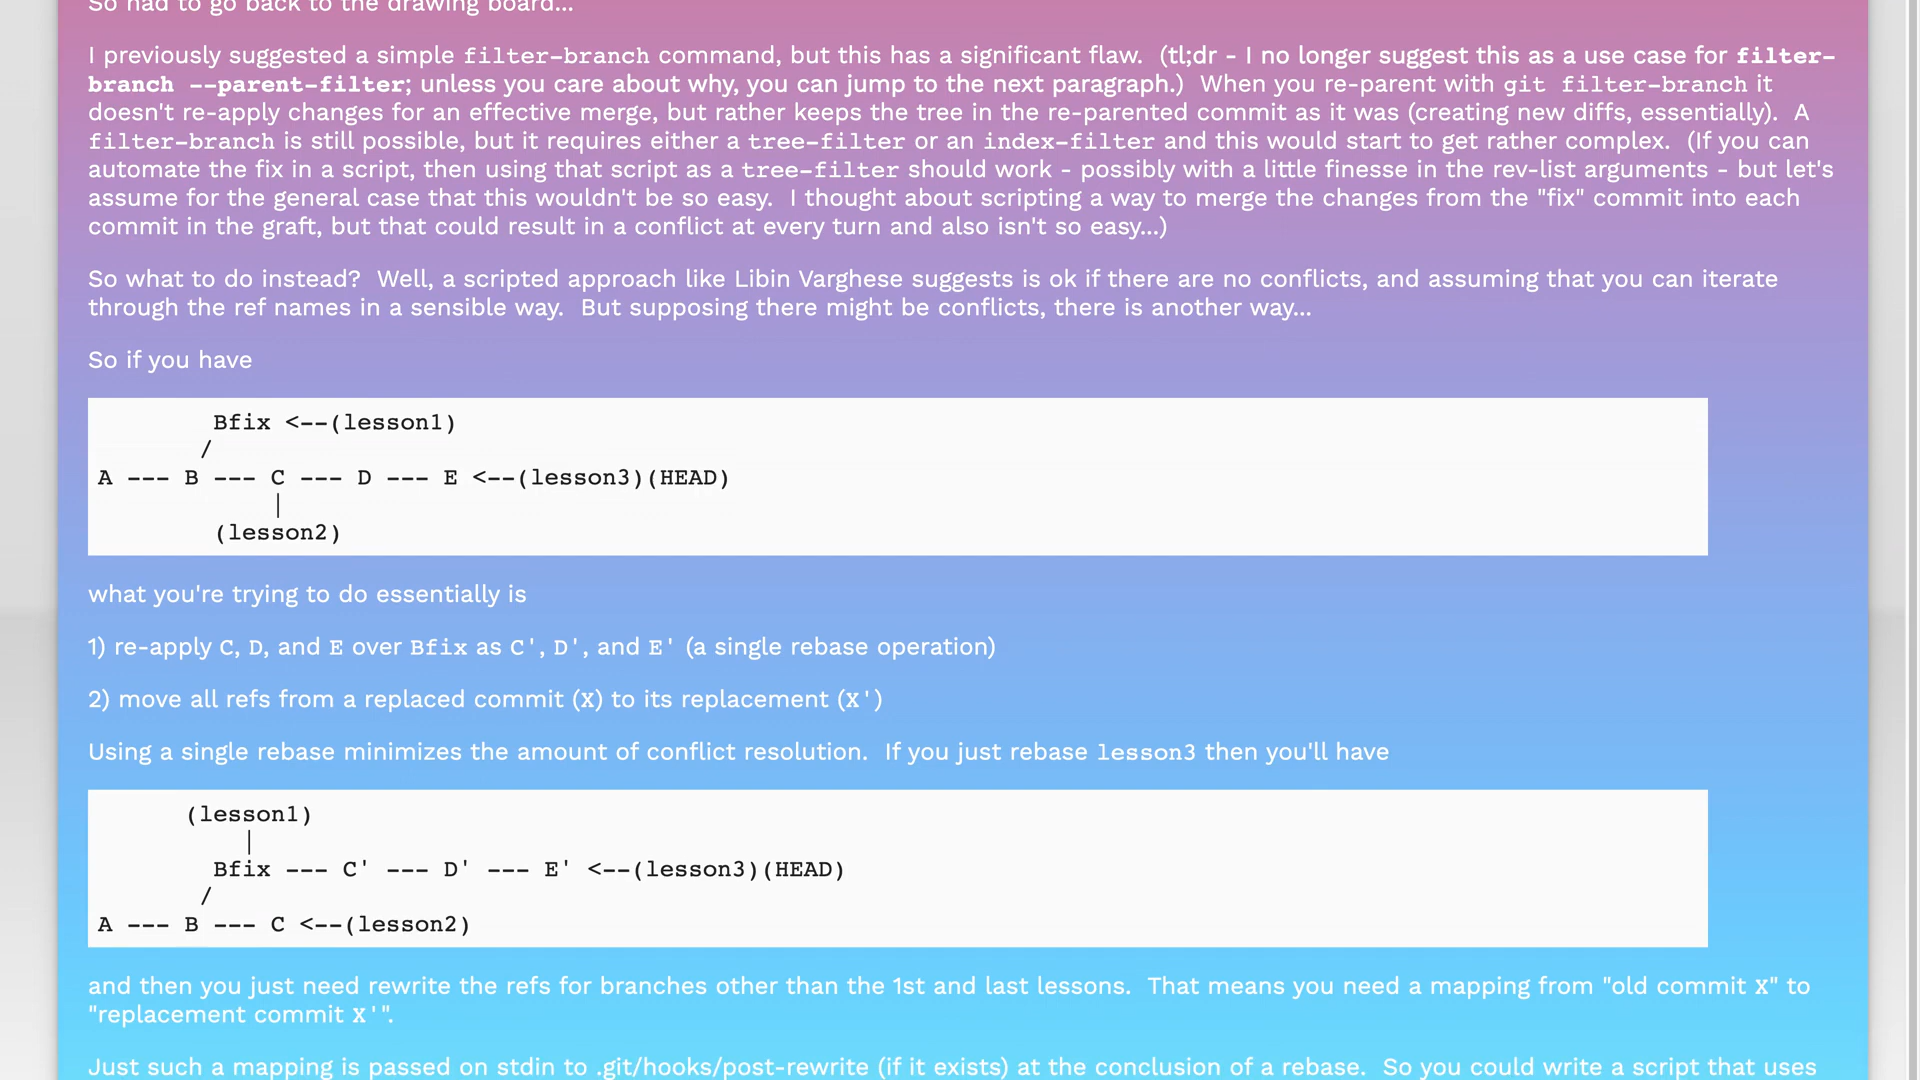 So had to go back to the drawing board...
I previously suggested a simple filter-branch command, but this has a significant flaw.  (tl;dr - I no longer suggest this as a use case for filter-
branch --parent-filter; unless you care about why, you can jump to the next paragraph.)  When you re-parent with git filter-branch it
doesn't re-apply changes for an effective merge, but rather keeps the tree in the re-parented commit as it was (creating new diffs, essentially).  A
filter-branch is still possible, but it requires either a tree-filter or an index-filter and this would start to get rather complex.  (If you can
automate the fix in a script, then using that script as a tree-filter should work - possibly with a little finesse in the rev-list arguments - but let's
assume for the general case that this wouldn't be so easy.  I thought about scripting a way to merge the changes from the "fix" commit into each
commit in the graft, but that could result in a conflict at every turn and also isn't so easy...)
So what to do instead?  Well, a scripted approach like Libin Varghese suggests is ok if there are no conflicts, and assuming that you can iterate
through the ref names in a sensible way.  But supposing there might be conflicts, there is another way...
So if you have
        Bfix <--(lesson1)
       /
A --- B --- C --- D --- E <--(lesson3)(HEAD)
            |
        (lesson2)
what you're trying to do essentially is
1) re-apply C, D, and E over Bfix as C', D', and E' (a single rebase operation)
2) move all refs from a replaced commit (X) to its replacement (X')
Using a single rebase minimizes the amount of conflict resolution.  If you just rebase lesson3 then you'll have
      (lesson1)
          |
        Bfix --- C' --- D' --- E' <--(lesson3)(HEAD)
       /
A --- B --- C <--(lesson2)
and then you just need rewrite the refs for branches other than the 1st and last lessons.  That means you need a mapping from "old commit X" to
"replacement commit X'".
Just such a mapping is passed on stdin to .git/hooks/post-rewrite (if it exists) at the conclusion of a rebase.  So you could write a script that uses